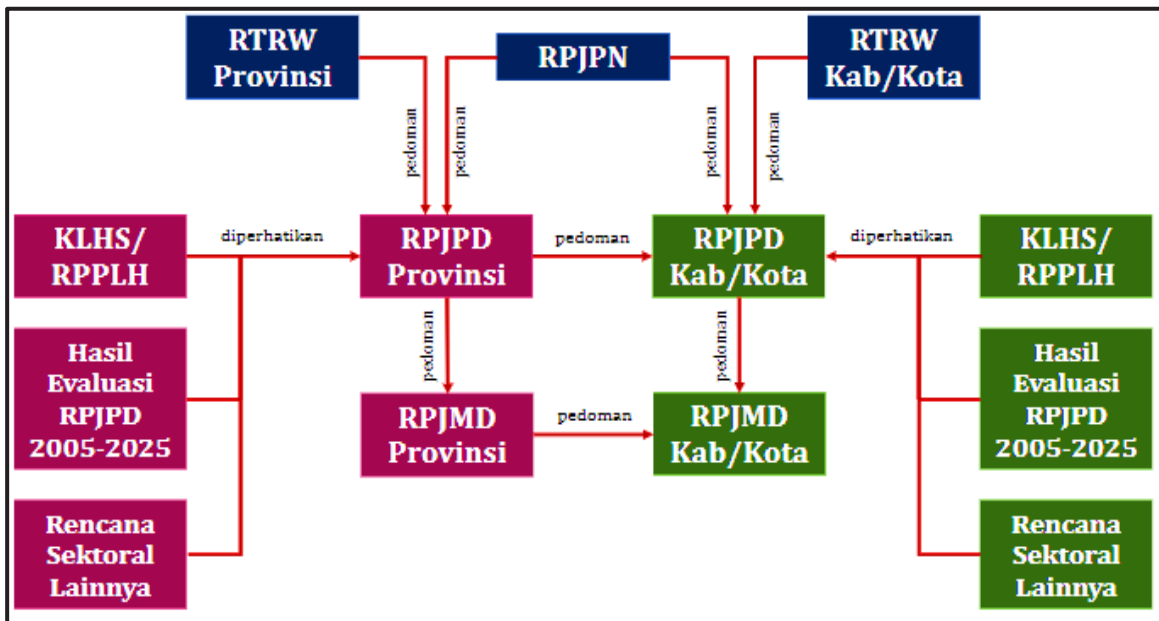 RTRW
Provinsi
RPJPN
RTRW
Kab/Kota
pedoman
pedoman
pedoman
pedoman
KLHS/
RPPLH
diperhatikan
RPJPD
Provinsi
pedoman
RPJPD
Kab/Kota
diperhatikan
KLHS/
RPPLH
Hasil
Evaluasi
RPJPD
2005-2025
pedoman
pedoman
Hasil
Evaluasi
RPJPD
2005-2025
RPJMD
Provinsi
pedoman
RPJMD
Kab/Kota
Rencana
Sektoral
Lainnya
Rencana
Sektoral
Lainnya